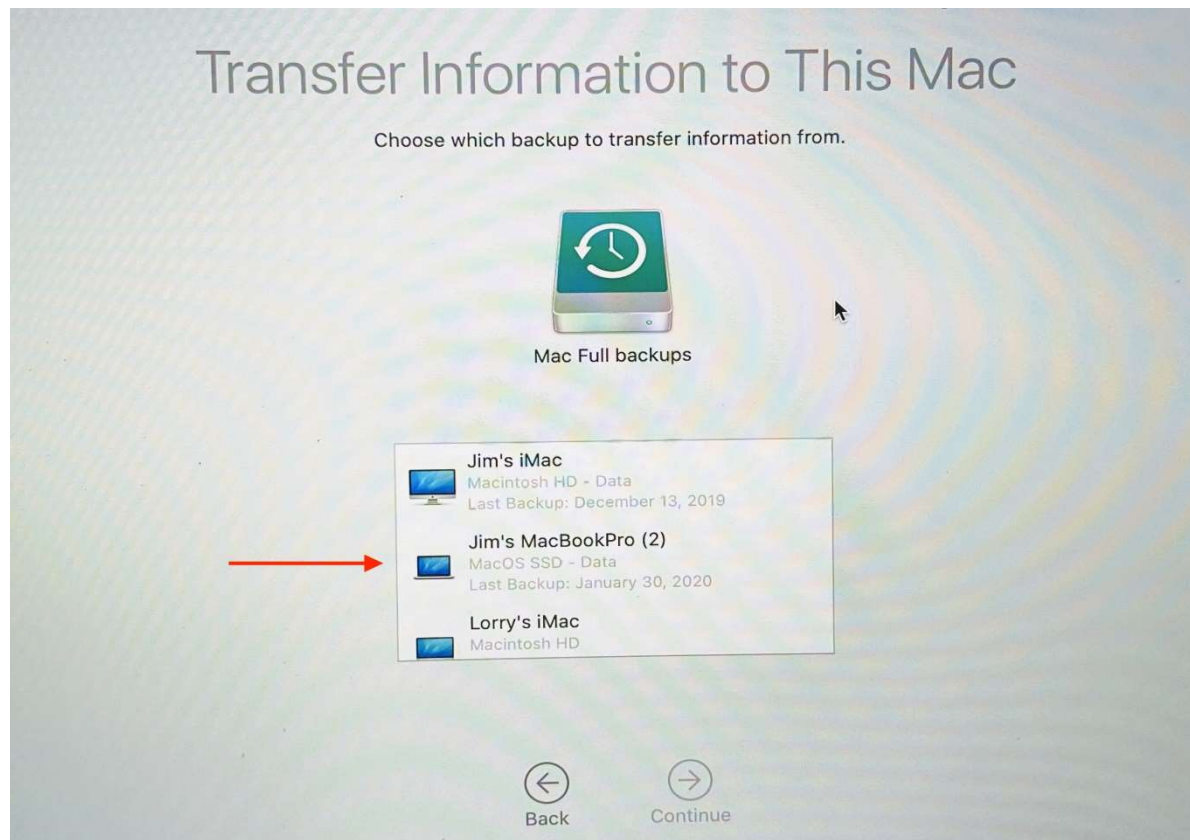 Transfer Information to This Mac
Choose which backup to transfer information from.
Mac Full backups
Jim's iMac
Macintosh HD - Data
Last Backup: December 13, 2019
Jim's MacBookPro (2)
MacOS SSD - Data
Last Backup: January 30, 2020
Lorry's iMac
Macintosh HD
Back
Continue